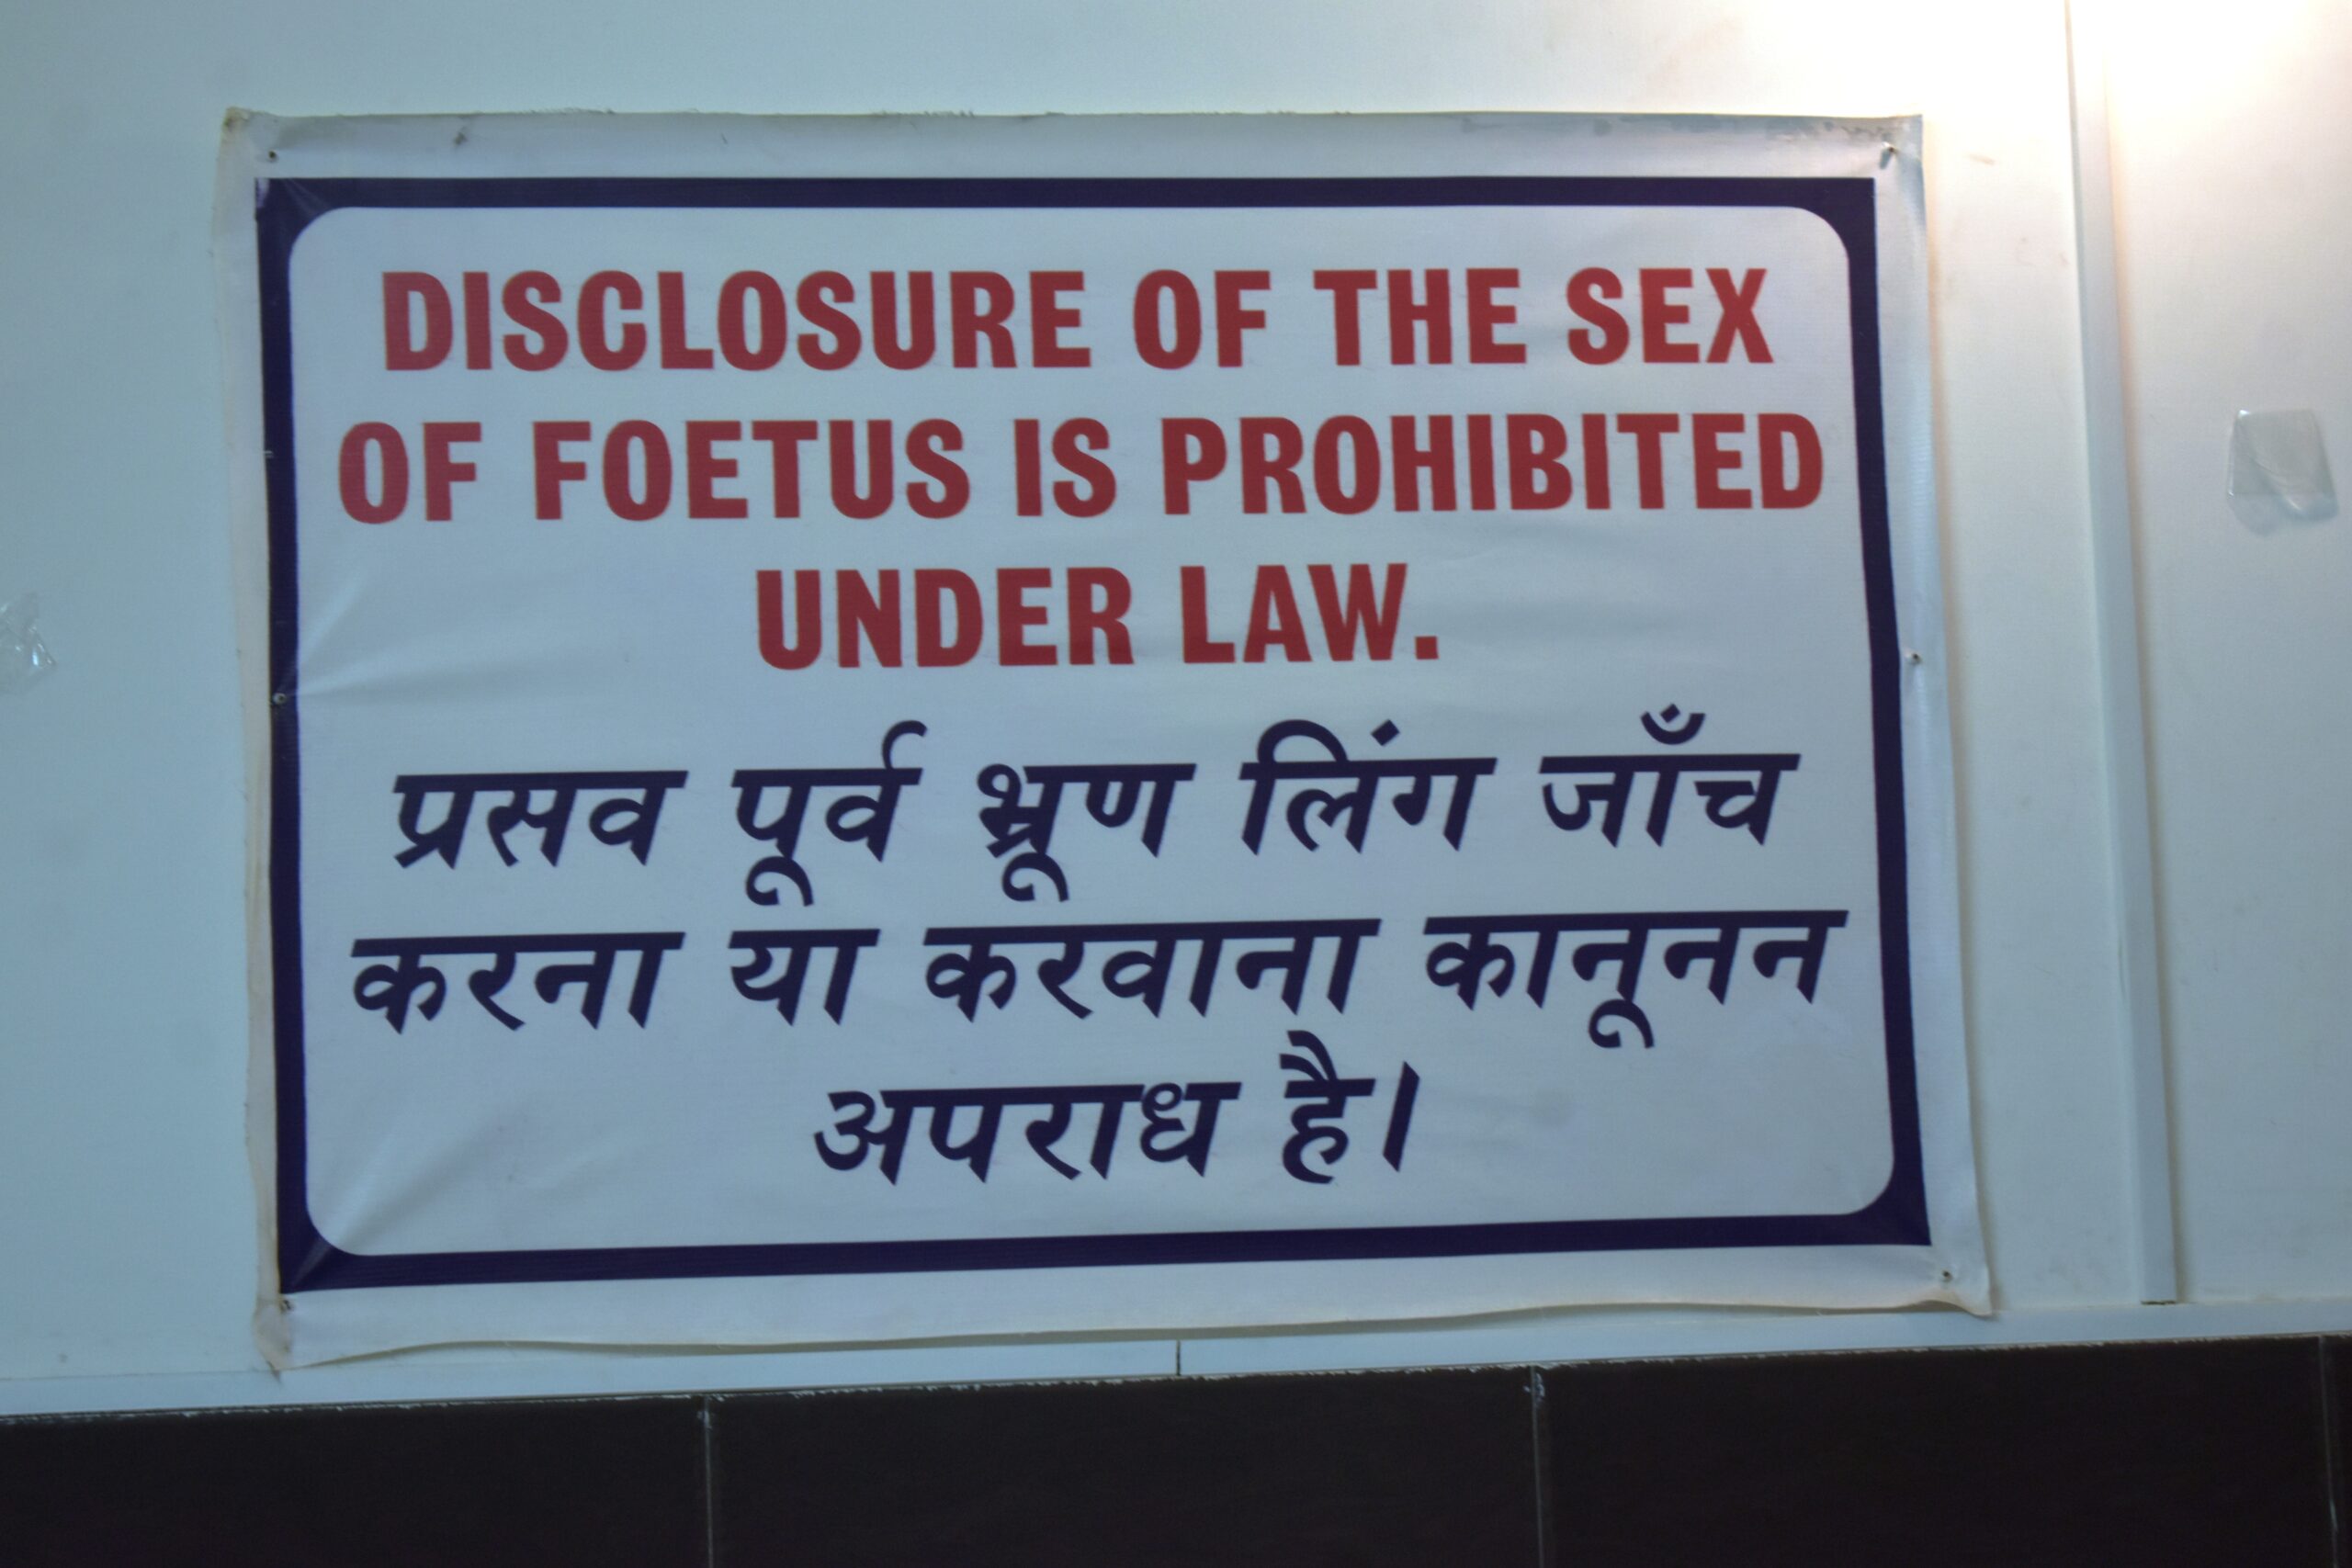 DISCLOSURE OF THE SEX
OF FOETUS IS PROHIBITED
UNDER LAW.
प्रसव पूर्व भ्रूण लिंग जाँच
करना या करवाना कानूनन
अपराध है।